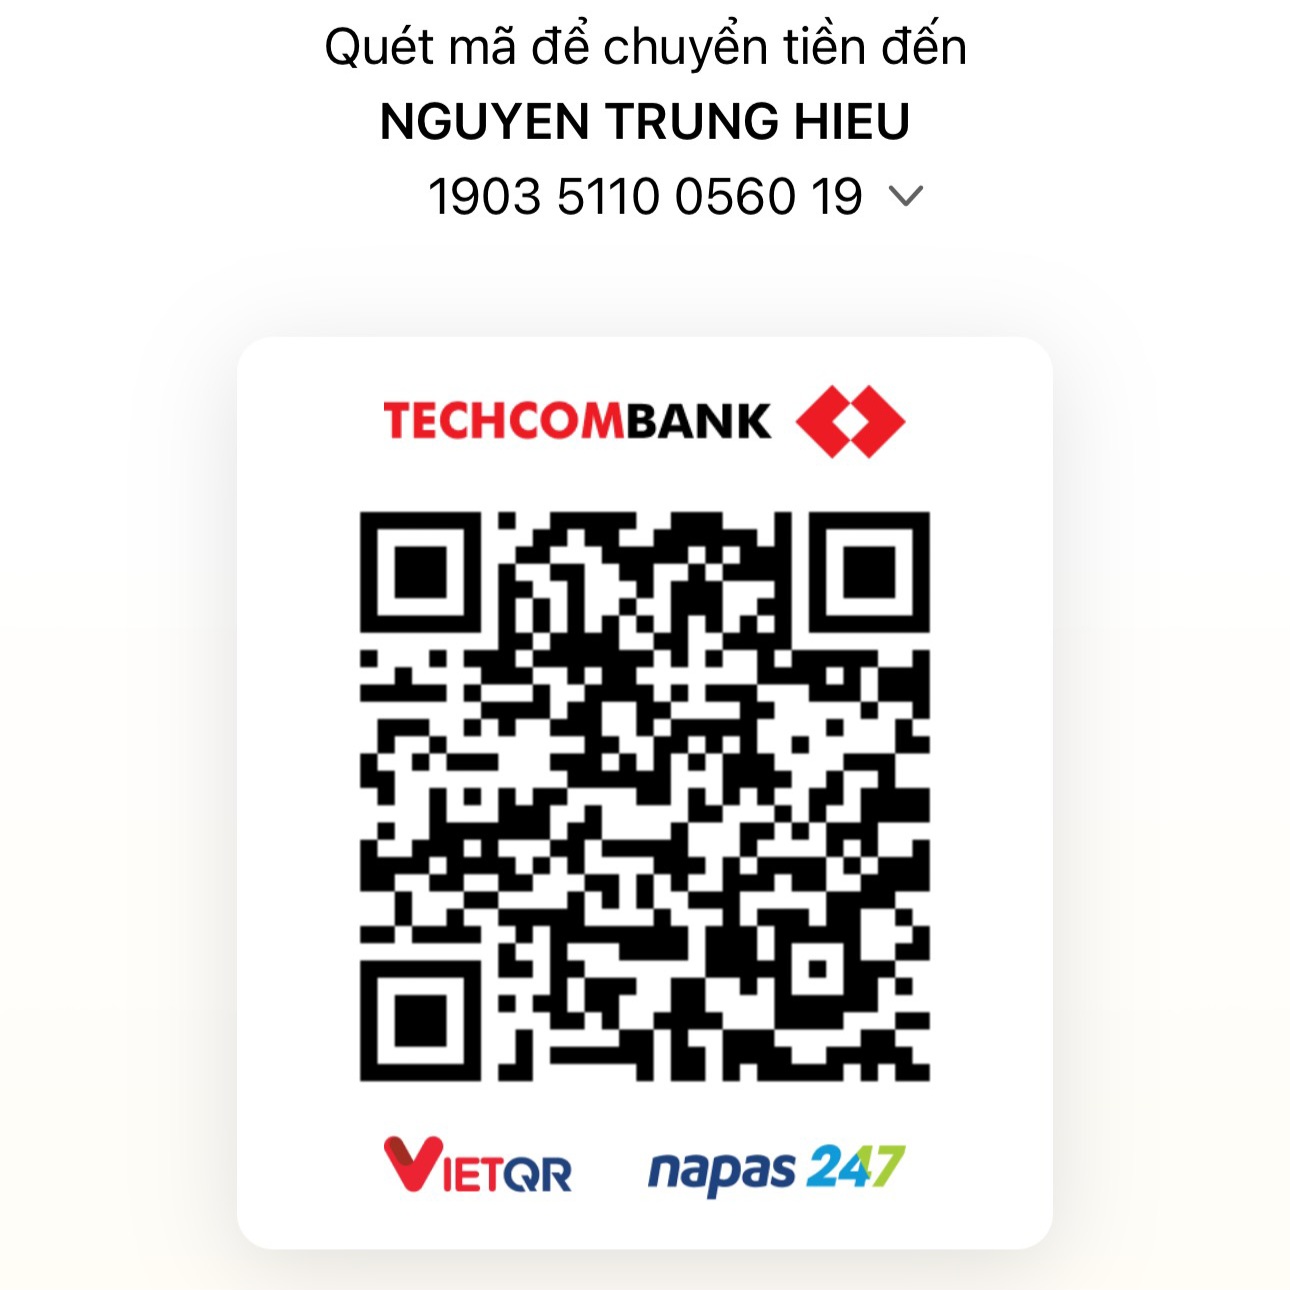 Quét mã để chuyển tiền đến
NGUYEN TRUNG HIEU
1903 5110 0560 19
TECHCOMBANK
VIETQR
napas 247